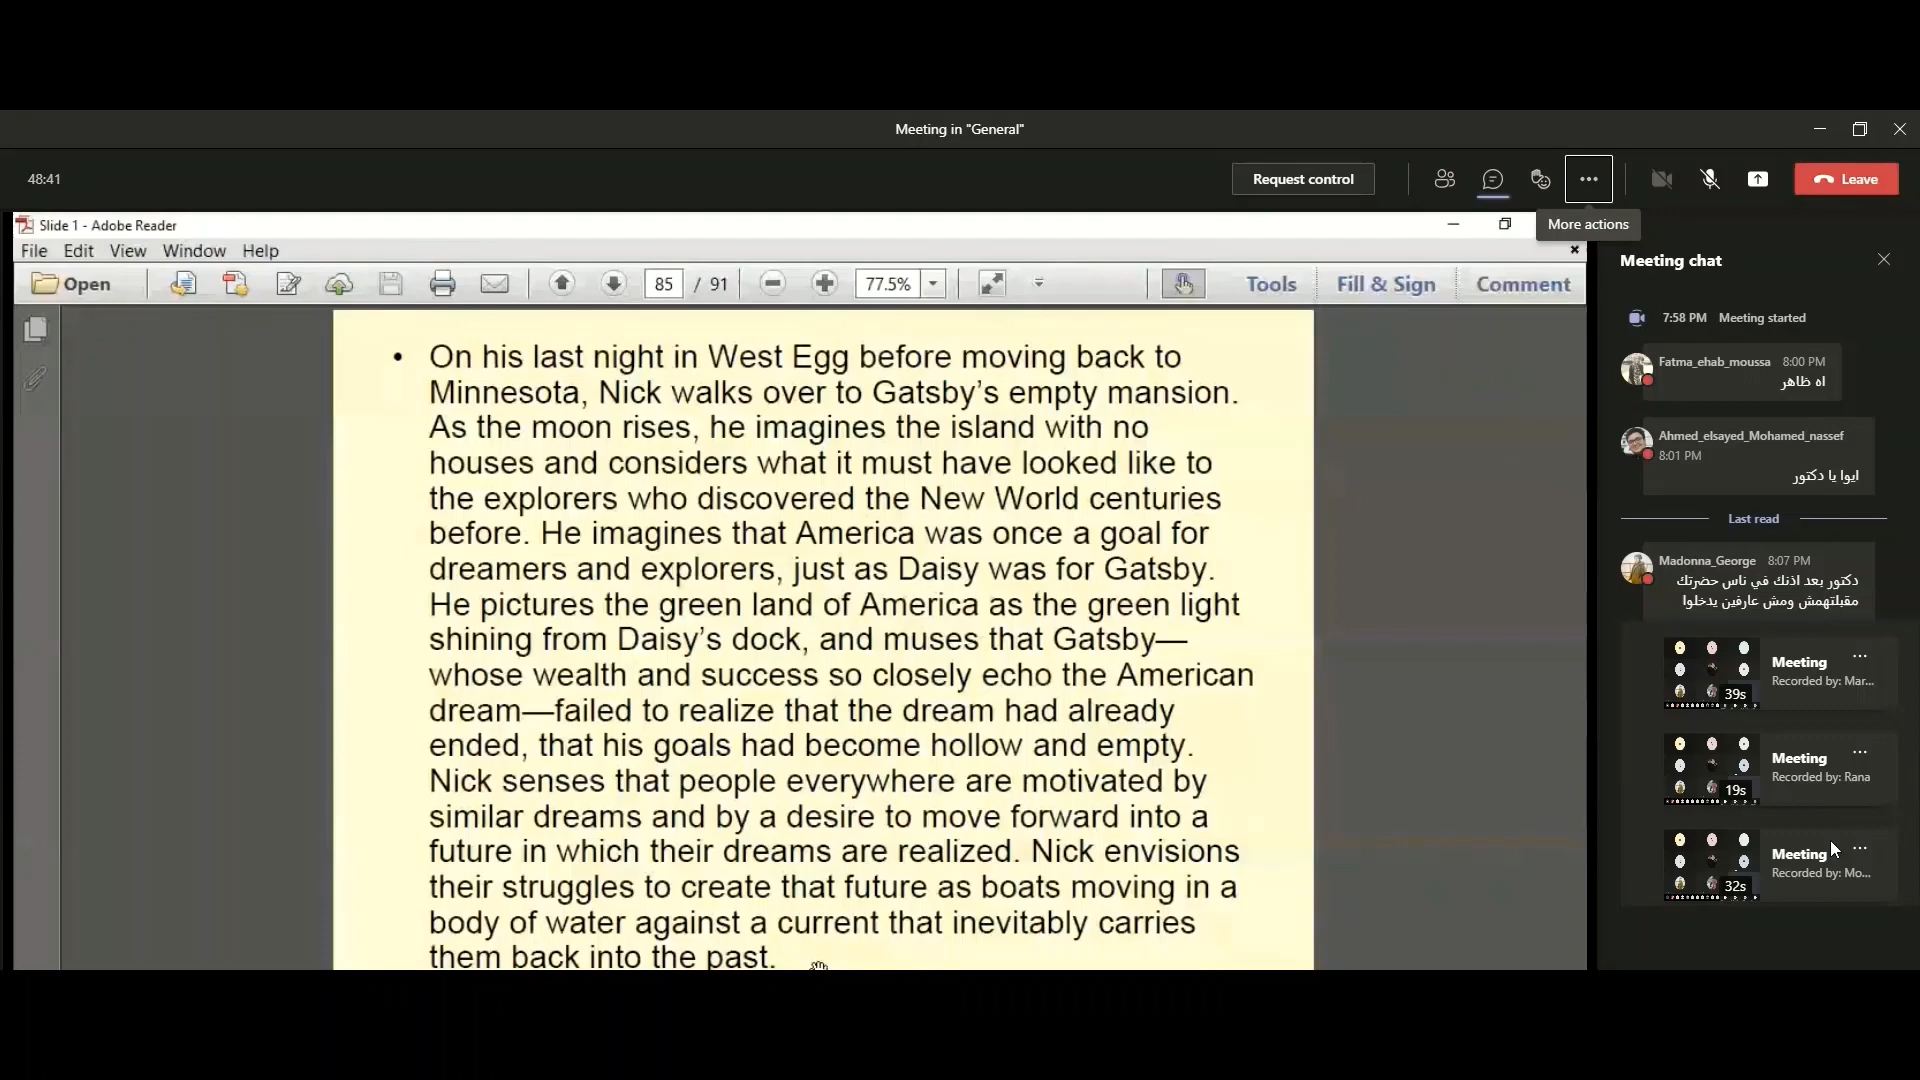 Meeting in "General"
48:41
Request control
Leave
More actions
Slide 1 - Adobe Reader
File Edit View Window Help
Open
85 / 91
77.5%
Tools
Fill & Sign
Comment
• On his last night in West Egg before moving back to
Minnesota, Nick walks over to Gatsby’s empty mansion.
As the moon rises, he imagines the island with no
houses and considers what it must have looked like to
the explorers who discovered the New World centuries
before. He imagines that America was once a goal for
dreamers and explorers, just as Daisy was for Gatsby.
He pictures the green land of America as the green light
shining from Daisy’s dock, and muses that Gatsby—
whose wealth and success so closely echo the American
dream—failed to realize that the dream had already
ended, that his goals had become hollow and empty.
Nick senses that people everywhere are motivated by
similar dreams and by a desire to move forward into a
future in which their dreams are realized. Nick envisions
their struggles to create that future as boats moving in a
body of water against a current that inevitably carries
them back into the past.
Meeting chat
7:58 PM Meeting started
Fatma_ehab_moussa 8:00 PM
اه ظاهر
Ahmed_elsayed_Mohamed_nassef
8:01 PM
ايوا يا دكتور
Last read
Madonna_George 8:07 PM
دكتور بعد اذنك في ناس حضرتك
مقبلتهمش ومش عارفين يدخلوا
39s
Meeting
Recorded by: Mar...
19s
Meeting
Recorded by: Rana
32s
Meeting
Recorded by: Mo...